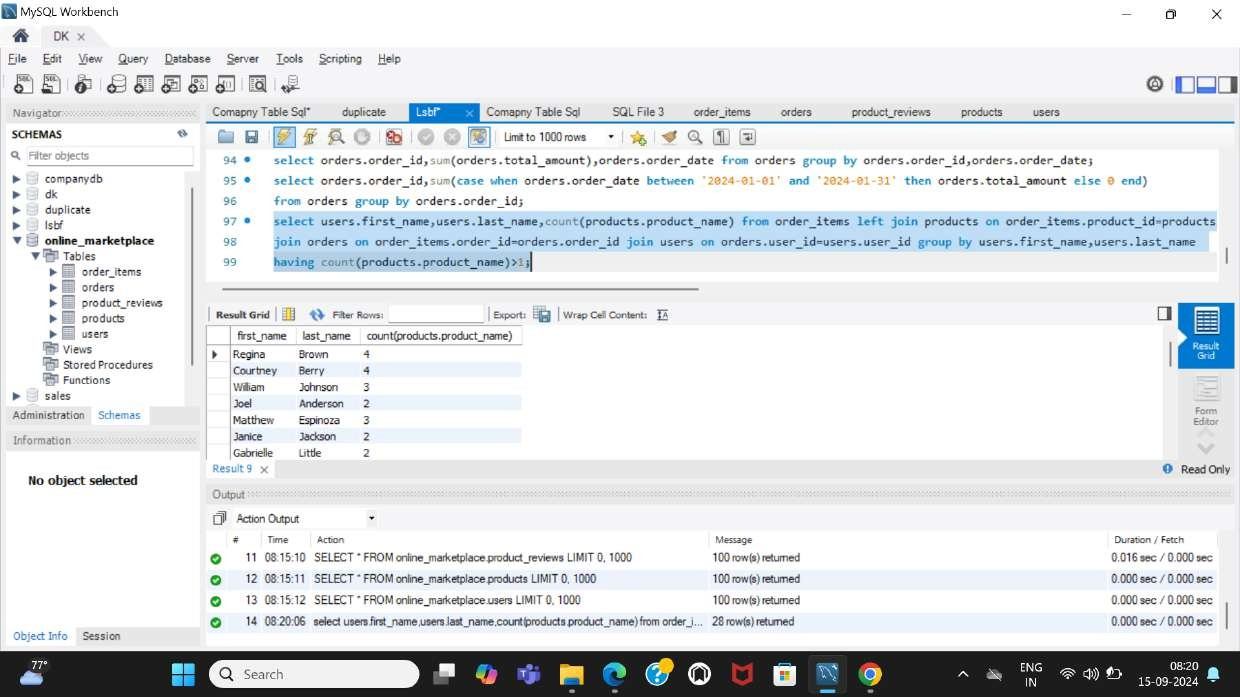 MySQL Workbench
DK
File Edit View Query Database Server Tools Scripting Help
Navigator
SCHEMAS
Filter objects
companydb
dk
duplicate
lsbf
online_marketplace
Tables
order_items
orders
product_reviews
products
users
Views
Stored Procedures
Functions
sales
Administration Schemas
Information
No object selected
Object Info Session
Comapny Table Sql* duplicate Lsbf* Comapny Table Sql SQL File 3 order_items orders product_reviews products users
Limit to 1000 rows
94 select orders.order_id,sum(orders.total_amount),orders.order_date from orders group by orders.order_id,orders.order_date;
95 select orders.order_id,sum(case when orders.order_date between '2024-01-01' and '2024-01-31' then orders.total_amount else 0 end)
96 from orders group by orders.order_id;
97 select users.first_name,users.last_name,count(products.product_name) from order_items left join products on order_items.product_id=products
98 join orders on order_items.order_id=orders.order_id join users on orders.user_id=users.user_id group by users.first_name,users.last_name
99 having count(products.product_name)>1;
Result Grid Filter Rows: Export: Wrap Cell Content:
first_name last_name count(products.product_name)
Regina Brown 4
Courtney Berry 4
William Johnson 3
Joel Anderson 2
Matthew Espinoza 3
Janice Jackson 2
Gabrielle Little 2
Result Grid
Form Editor
Result 9
Read Only
Output
Action Output
# Time Action Message Duration / Fetch
11 08:15:10 SELECT * FROM online_marketplace.product_reviews LIMIT 0, 1000 100 row(s) returned 0.016 sec / 0.000 sec
12 08:15:11 SELECT * FROM online_marketplace.products LIMIT 0, 1000 100 row(s) returned 0.000 sec / 0.000 sec
13 08:15:12 SELECT * FROM online_marketplace.users LIMIT 0, 1000 100 row(s) returned 0.000 sec / 0.000 sec
14 08:20:06 select users.first_name,users.last_name,count(products.product_name) from order_i... 28 row(s) returned 0.000 sec / 0.000 sec
77°
Search
ENG
IN
08:20
15-09-2024